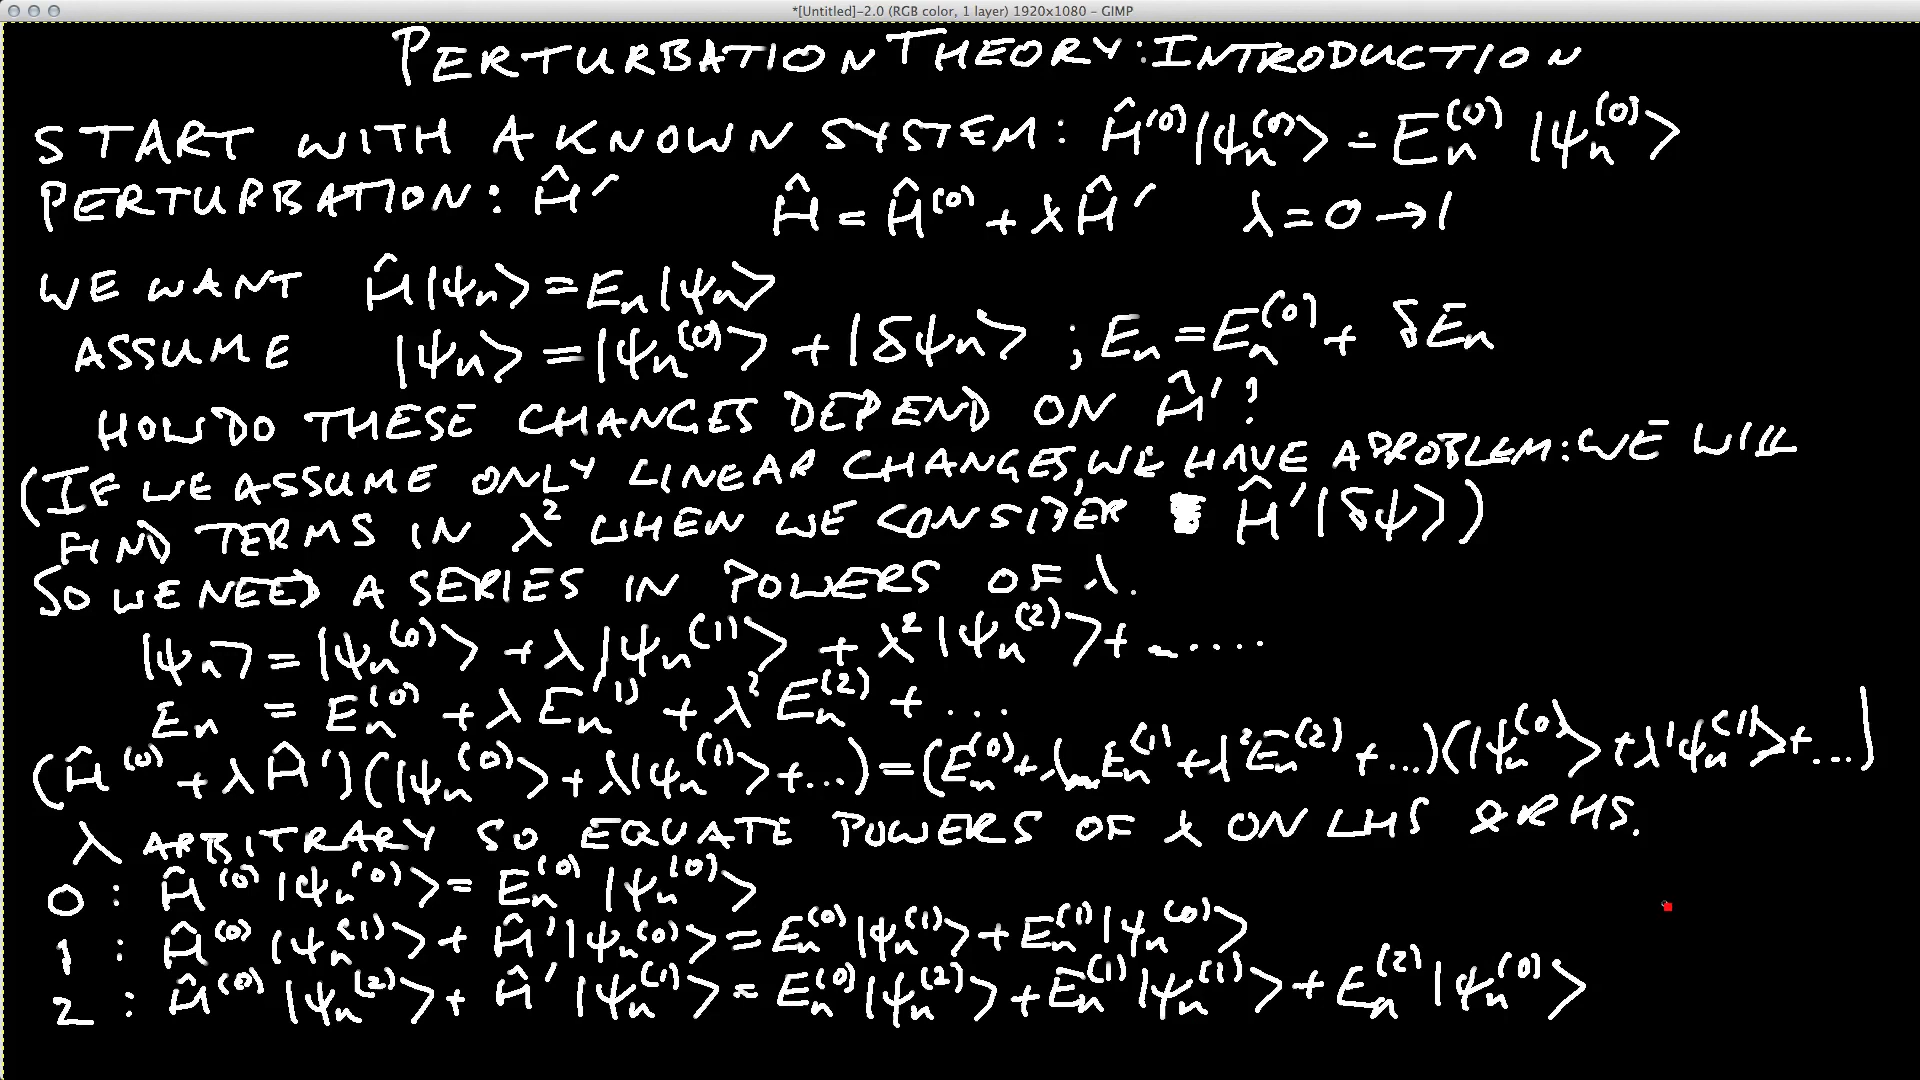 *[Untitled]-2.0 (RGB color, 1 layer) 1920x1080 – GIMP
PERTURBATION THEORY: INTRODUCTION
START WITH A KNOWN SYSTEM: Ĥ⁽⁰⁾|ψₙ⁽⁰⁾⟩ = Eₙ⁽⁰⁾ |ψₙ⁽⁰⁾⟩
PERTURBATION: Ĥ′ Ĥ = Ĥ⁽⁰⁾ + λĤ′ λ = 0 → 1
WE WANT Ĥ|ψₙ⟩ = Eₙ|ψₙ⟩
ASSUME |ψₙ⟩ = |ψₙ⁽⁰⁾⟩ + |δψₙ⟩ ; Eₙ = Eₙ⁽⁰⁾ + δEₙ
HOW DO THESE CHANGES DEPEND ON Ĥ′?
(IF WE ASSUME ONLY LINEAR CHANGES, WE HAVE A PROBLEM: WE WILL
FIND TERMS IN λ² WHEN WE CONSIDER Ĥ′|δψ⟩)
SO WE NEED A SERIES IN POWERS OF λ.
|ψₙ⟩ = |ψₙ⁽⁰⁾⟩ + λ|ψₙ⁽¹⁾⟩ + λ²|ψₙ⁽²⁾⟩ + .....
Eₙ = Eₙ⁽⁰⁾ + λEₙ⁽¹⁾ + λ²Eₙ⁽²⁾ + ...
(Ĥ⁽⁰⁾ + λĤ′)(|ψₙ⁽⁰⁾⟩ + λ|ψₙ⁽¹⁾⟩ + ...) = (Eₙ⁽⁰⁾ + λEₙ⁽¹⁾ + λ²Eₙ⁽²⁾ + ...)(|ψₙ⁽⁰⁾⟩ + λ|ψₙ⁽¹⁾⟩ + ...)
λ ARBITRARY SO EQUATE POWERS OF λ ON LHS & RHS.
0 : Ĥ⁽⁰⁾|ψₙ⁽⁰⁾⟩ = Eₙ⁽⁰⁾|ψₙ⁽⁰⁾⟩
1 : Ĥ⁽⁰⁾|ψₙ⁽¹⁾⟩ + Ĥ′|ψₙ⁽⁰⁾⟩ = Eₙ⁽⁰⁾|ψₙ⁽¹⁾⟩ + Eₙ⁽¹⁾|ψₙ⁽⁰⁾⟩
2 : Ĥ⁽⁰⁾|ψₙ⁽²⁾⟩ + Ĥ′|ψₙ⁽¹⁾⟩ = Eₙ⁽⁰⁾|ψₙ⁽²⁾⟩ + Eₙ⁽¹⁾|ψₙ⁽¹⁾⟩ + Eₙ⁽²⁾|ψₙ⁽⁰⁾⟩